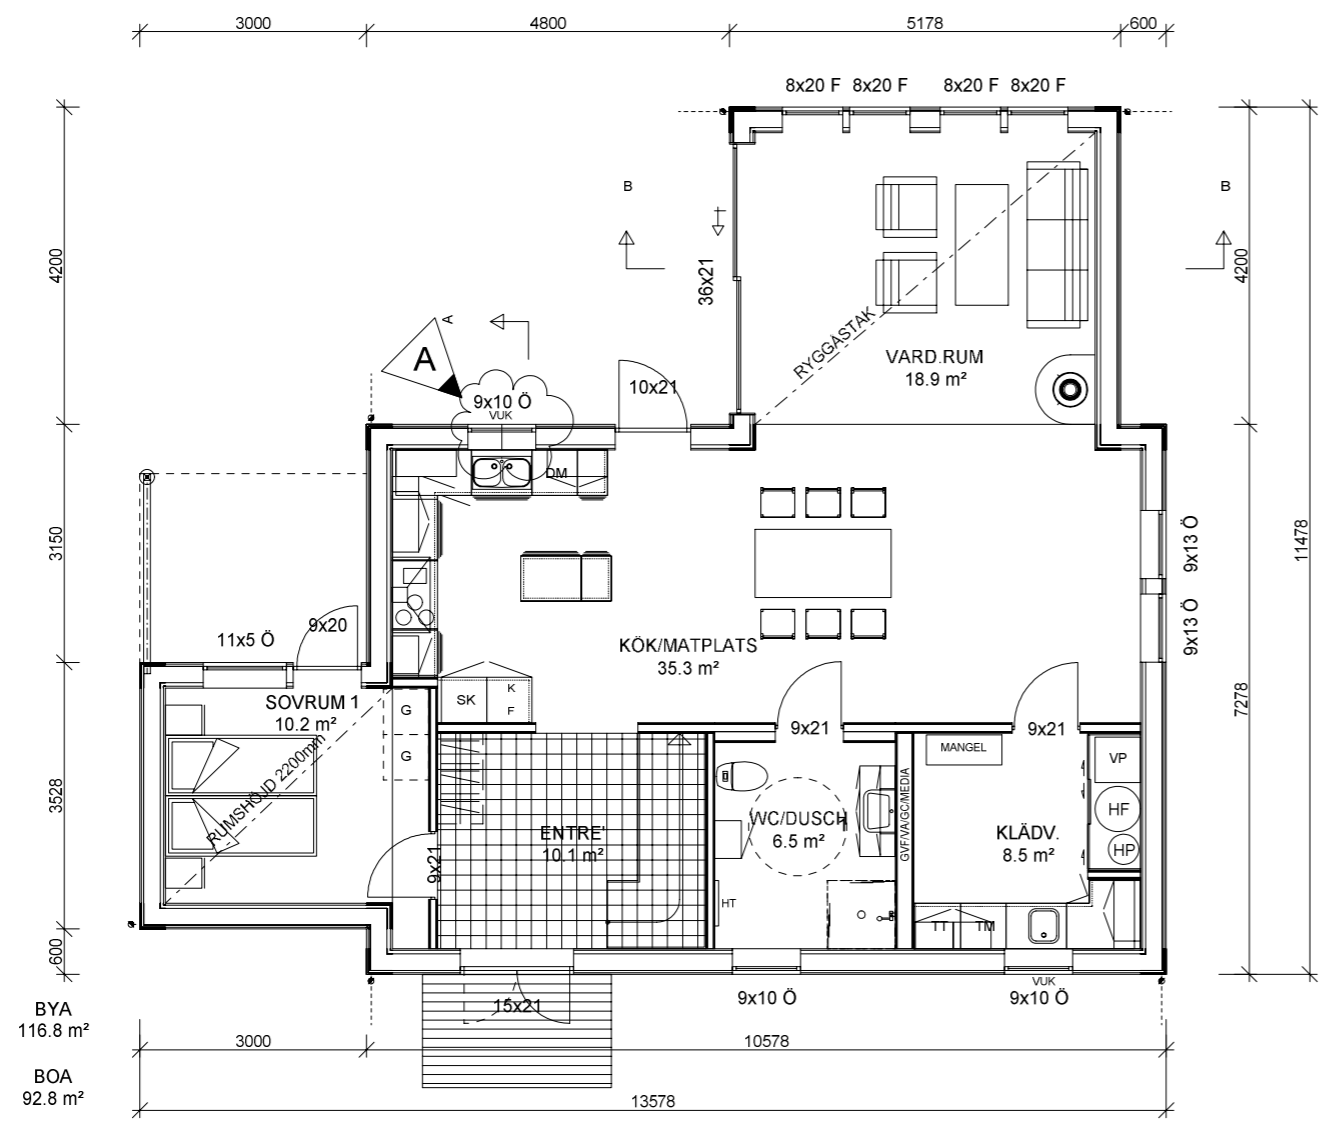 3000
4800
5178
600
8x20 F
8x20 F
8x20 F
8x20 F
B
B
4200
36x21
4200
A
A
RYGGÅSTAK
VARD.RUM
18.9 m²
10x21
9x10 Ö
VUK
DM
3150
9x13 Ö
11478
9x20
11x5 Ö
9x13 Ö
KÖK/MATPLATS
35.3 m²
SOVRUM 1
10.2 m²
G
SK
K
F
7278
9x21
9x21
G
MANGEL
VP
RUMSHÖJD 2200mm
3528
GVF/VA/GC/MEDIA
HF
ENTRE'
10.1 m²
WC/DUSCH
6.5 m²
KLÄDV.
8.5 m²
HP
9x21
HT
TT
TM
600
VUK
9x10 Ö
9x10 Ö
15x21
BYA
116.8 m²
3000
10578
BOA
92.8 m²
13578